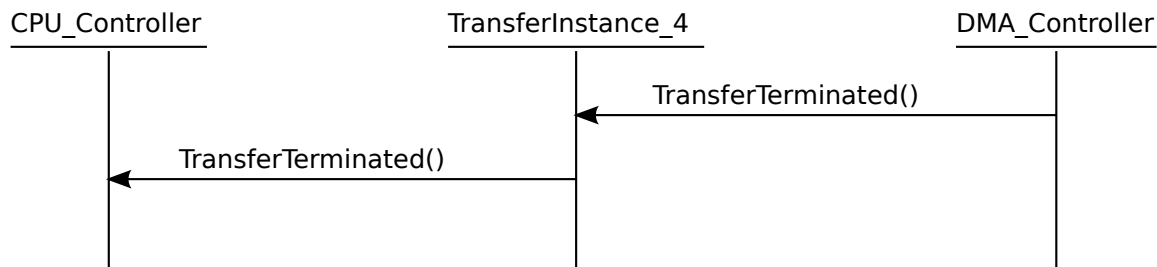 CPU_Controller
TransferInstance_4
DMA_Controller
TransferTerminated()
TransferTerminated()